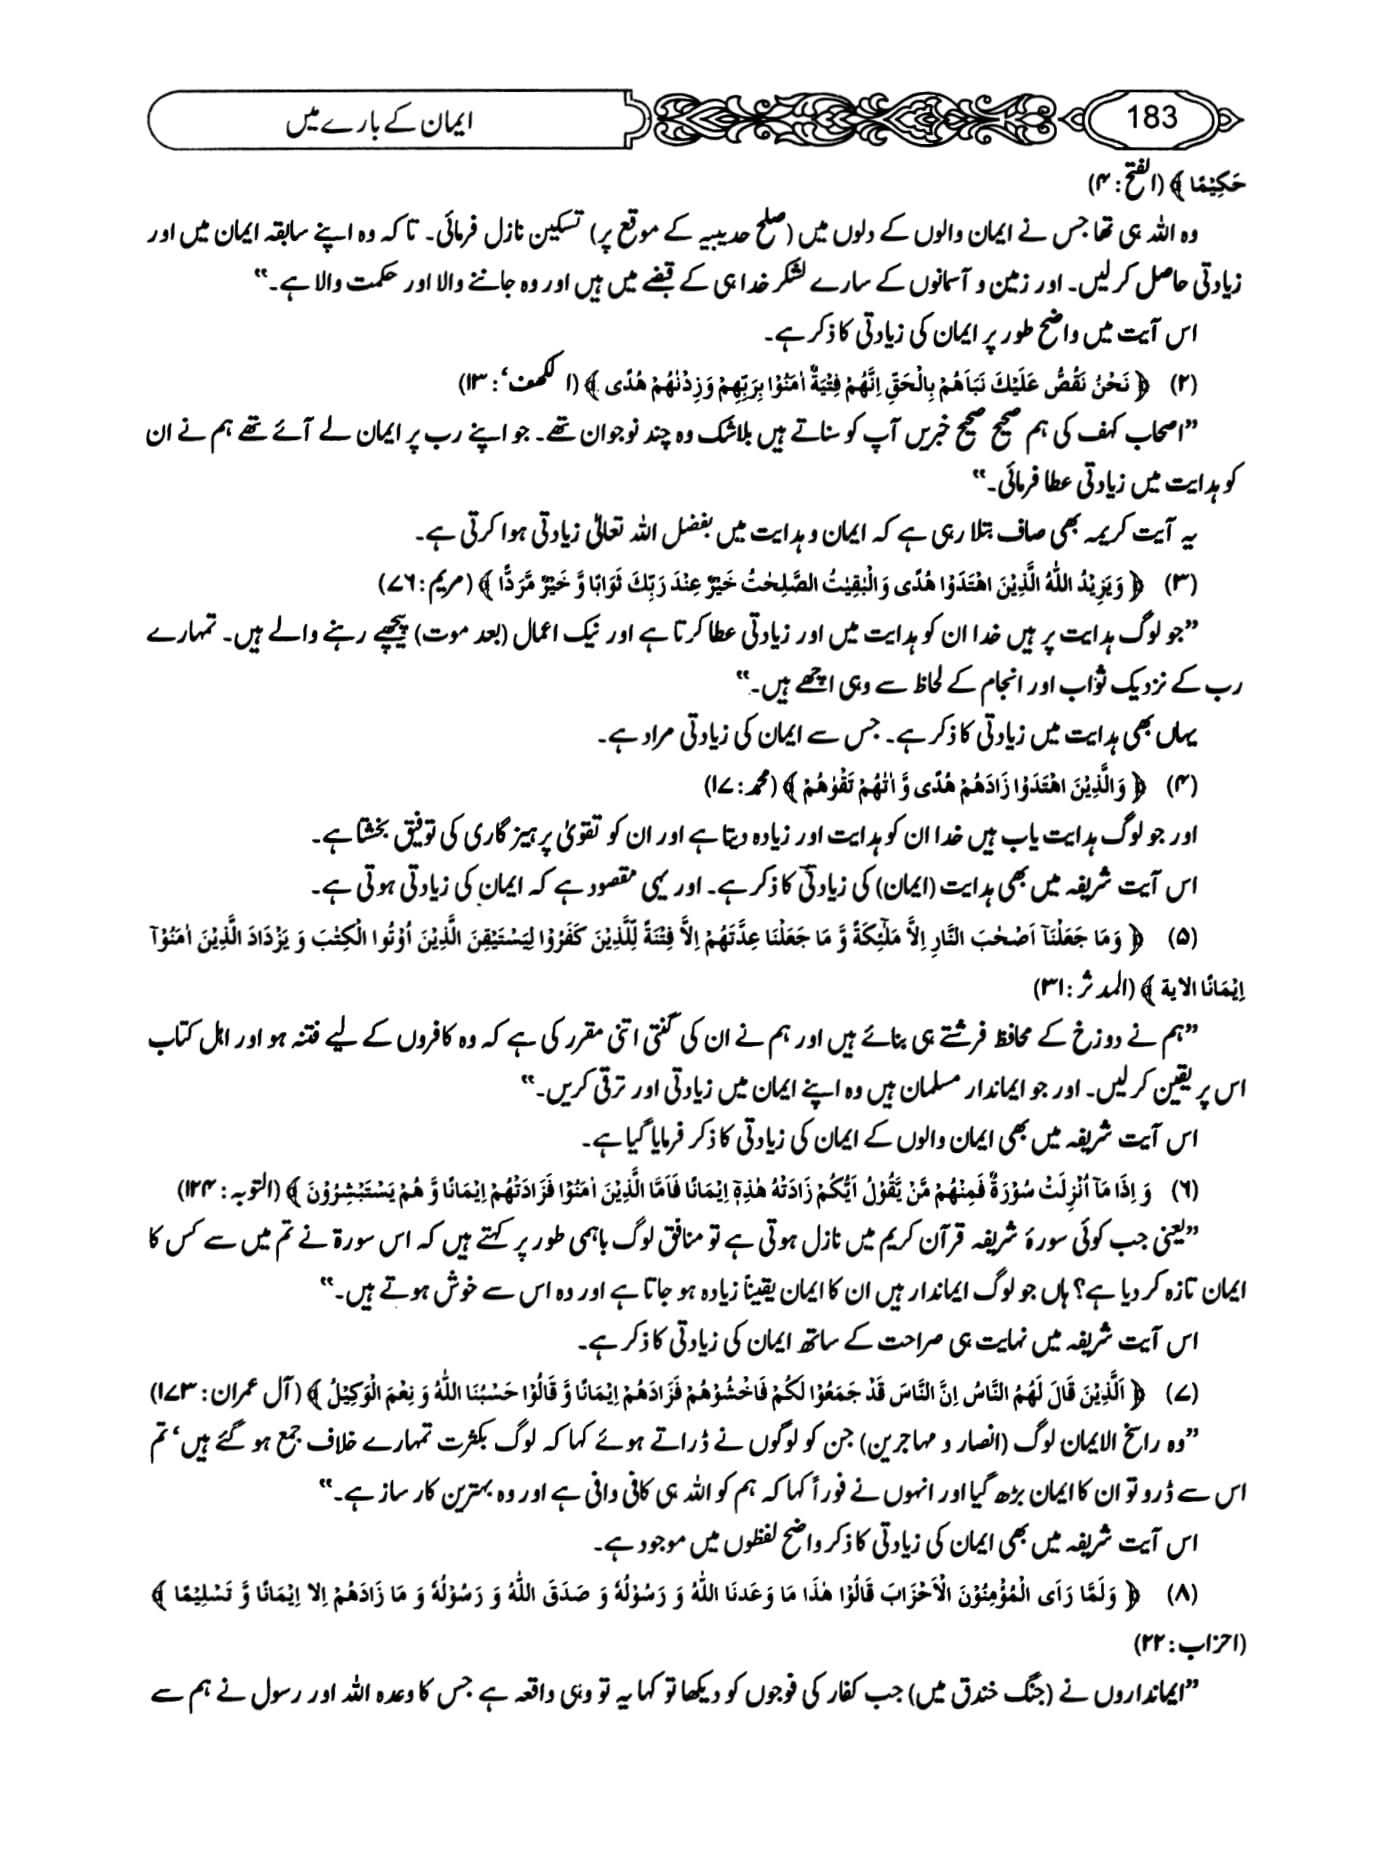 183
ایمان کے بارے میں
حَكِيْمًا ﴾ (الفتح : ۴)
وہ اللہ ہی تھا جس نے ایمان والوں کے دلوں میں (صلح حدیبیہ کے موقع پر) تسکین نازل فرمائی۔ تاکہ وہ اپنے سابقہ ایمان میں اور
زیادتی حاصل کرلیں۔ اور زمین و آسمانوں کے سارے لشکر خدا ہی کے قبضے میں ہیں اور وہ جاننے والا اور حکمت والا ہے۔“
اس آیت میں واضح طور پر ایمان کی زیادتی کا ذکر ہے۔
(۲) ﴿ نَحْنُ نَقُصُّ عَلَيْكَ نَبَاَهُمْ بِالْحَقِّ اِنَّهُمْ فِتْيَةٌ اٰمَنُوْا بِرَبِّهِمْ وَزِدْنٰهُمْ هُدًى ﴾ (الکہف‘ : ۱۳)
”اصحاب کہف کی ہم صحیح صحیح خبریں آپ کو سناتے ہیں بلاشک وہ چند نوجوان تھے۔ جو اپنے رب پر ایمان لے آئے تھے ہم نے ان
کو ہدایت میں زیادتی عطا فرمائی۔“
یہ آیت کریمہ بھی صاف بتلا رہی ہے کہ ایمان و ہدایت میں بفضل اللہ تعالیٰ زیادتی ہوا کرتی ہے۔
(۳) ﴿ وَيَزِيْدُ اللّٰهُ الَّذِيْنَ اهْتَدَوْا هُدًى وَالْبٰقِيٰتُ الصّٰلِحٰتُ خَيْرٌ عِنْدَ رَبِّكَ ثَوَابًا وَّ خَيْرٌ مَّرَدًّا ﴾ (مریم : ۷۶)
”جو لوگ ہدایت پر ہیں خدا ان کو ہدایت میں اور زیادتی عطا کرتا ہے اور نیک اعمال (بعد موت) پیچھے رہنے والے ہیں۔ تمہارے
رب کے نزدیک ثواب اور انجام کے لحاظ سے وہی اچھے ہیں۔“
یہاں بھی ہدایت میں زیادتی کا ذکر ہے۔ جس سے ایمان کی زیادتی مراد ہے۔
(۴) ﴿ وَالَّذِيْنَ اهْتَدَوْا زَادَهُمْ هُدًى وَّ اٰتٰهُمْ تَقْوٰهُمْ ﴾ (محمد : ۱۷)
اور جو لوگ ہدایت یاب ہیں خدا ان کو ہدایت اور زیادہ دیتا ہے اور ان کو تقویٰ پرہیز گاری کی توفیق بخشتا ہے۔
اس آیت شریفہ میں بھی ہدایت (ایمان) کی زیادتی کا ذکر ہے۔ اور یہی مقصود ہے کہ ایمان کی زیادتی ہوتی ہے۔
(۵) ﴿ وَمَا جَعَلْنَآ اَصْحٰبَ النَّارِ اِلاَّ مَلٰٓئِكَةً وَّ مَا جَعَلْنَا عِدَّتَهُمْ اِلاَّ فِتْنَةً لِّلَّذِيْنَ كَفَرُوْا لِيَسْتَيْقِنَ الَّذِيْنَ اُوْتُوا الْكِتٰبَ وَ يَزْدَادَ الَّذِيْنَ اٰمَنُوْآ
اِيْمَانًا الاية ﴾ (المدثر : ۳۱)
”ہم نے دوزخ کے محافظ فرشتے ہی بنائے ہیں اور ہم نے ان کی گنتی اتنی مقرر کی ہے کہ وہ کافروں کے لیے فتنہ ہو اور اہل کتاب
اس پر یقین کرلیں۔ اور جو ایماندار مسلمان ہیں وہ اپنے ایمان میں زیادتی اور ترقی کریں۔“
اس آیت شریفہ میں بھی ایمان والوں کے ایمان کی زیادتی کا ذکر فرمایا گیا ہے۔
(۶) وَ اِذَا مَآ اُنْزِلَتْ سُوْرَةٌ فَمِنْهُمْ مَّنْ يَّقُوْلُ اَيُّكُمْ زَادَتْهُ هٰذِهٖٓ اِيْمَانًا فَاَمَّا الَّذِيْنَ اٰمَنُوْا فَزَادَتْهُمْ اِيْمَانًا وَّ هُمْ يَسْتَبْشِرُوْنَ ﴾ (التوبہ : ۱۲۴)
”یعنی جب کوئی سورۂ شریفہ قرآن کریم میں نازل ہوتی ہے تو منافق لوگ باہمی طور پر کہتے ہیں کہ اس سورۃ نے تم میں سے کس کا
ایمان تازہ کر دیا ہے؟ ہاں جو لوگ ایماندار ہیں ان کا ایمان یقیناً زیادہ ہو جاتا ہے اور وہ اس سے خوش ہوتے ہیں۔“
اس آیت شریفہ میں نہایت ہی صراحت کے ساتھ ایمان کی زیادتی کا ذکر ہے۔
(۷) ﴿ اَلَّذِيْنَ قَالَ لَهُمُ النَّاسُ اِنَّ النَّاسَ قَدْ جَمَعُوْا لَكُمْ فَاخْشَوْهُمْ فَزَادَهُمْ اِيْمَانًا وَّ قَالُوْا حَسْبُنَا اللّٰهُ وَ نِعْمَ الْوَكِيْلُ ﴾ (آل عمران : ۱۷۳)
”وہ راسخ الایمان لوگ (انصار و مہاجرین) جن کو لوگوں نے ڈراتے ہوئے کہا کہ لوگ بکثرت تمہارے خلاف جمع ہو گئے ہیں‘ تم
اس سے ڈرو تو ان کا ایمان بڑھ گیا اور انہوں نے فوراً کہا کہ ہم کو اللہ ہی کافی وافی ہے اور وہ بہترین کار ساز ہے۔“
اس آیت شریفہ میں بھی ایمان کی زیادتی کا ذکر واضح لفظوں میں موجود ہے۔
(۸) ﴿ وَلَمَّا رَاَى الْمُؤْمِنُوْنَ الْاَحْزَابَ قَالُوْا هٰذَا مَا وَعَدَنَا اللّٰهُ وَ رَسُوْلُهٗ وَ صَدَقَ اللّٰهُ وَ رَسُوْلُهٗ وَ مَا زَادَهُمْ اِلا اِيْمَانًا وَّ تَسْلِيْمًا ﴾
(احزاب : ۲۲)
”ایمانداروں نے (جنگ خندق میں) جب کفار کی فوجوں کو دیکھا تو کہا یہ تو وہی واقعہ ہے جس کا وعدہ اللہ اور رسول نے ہم سے